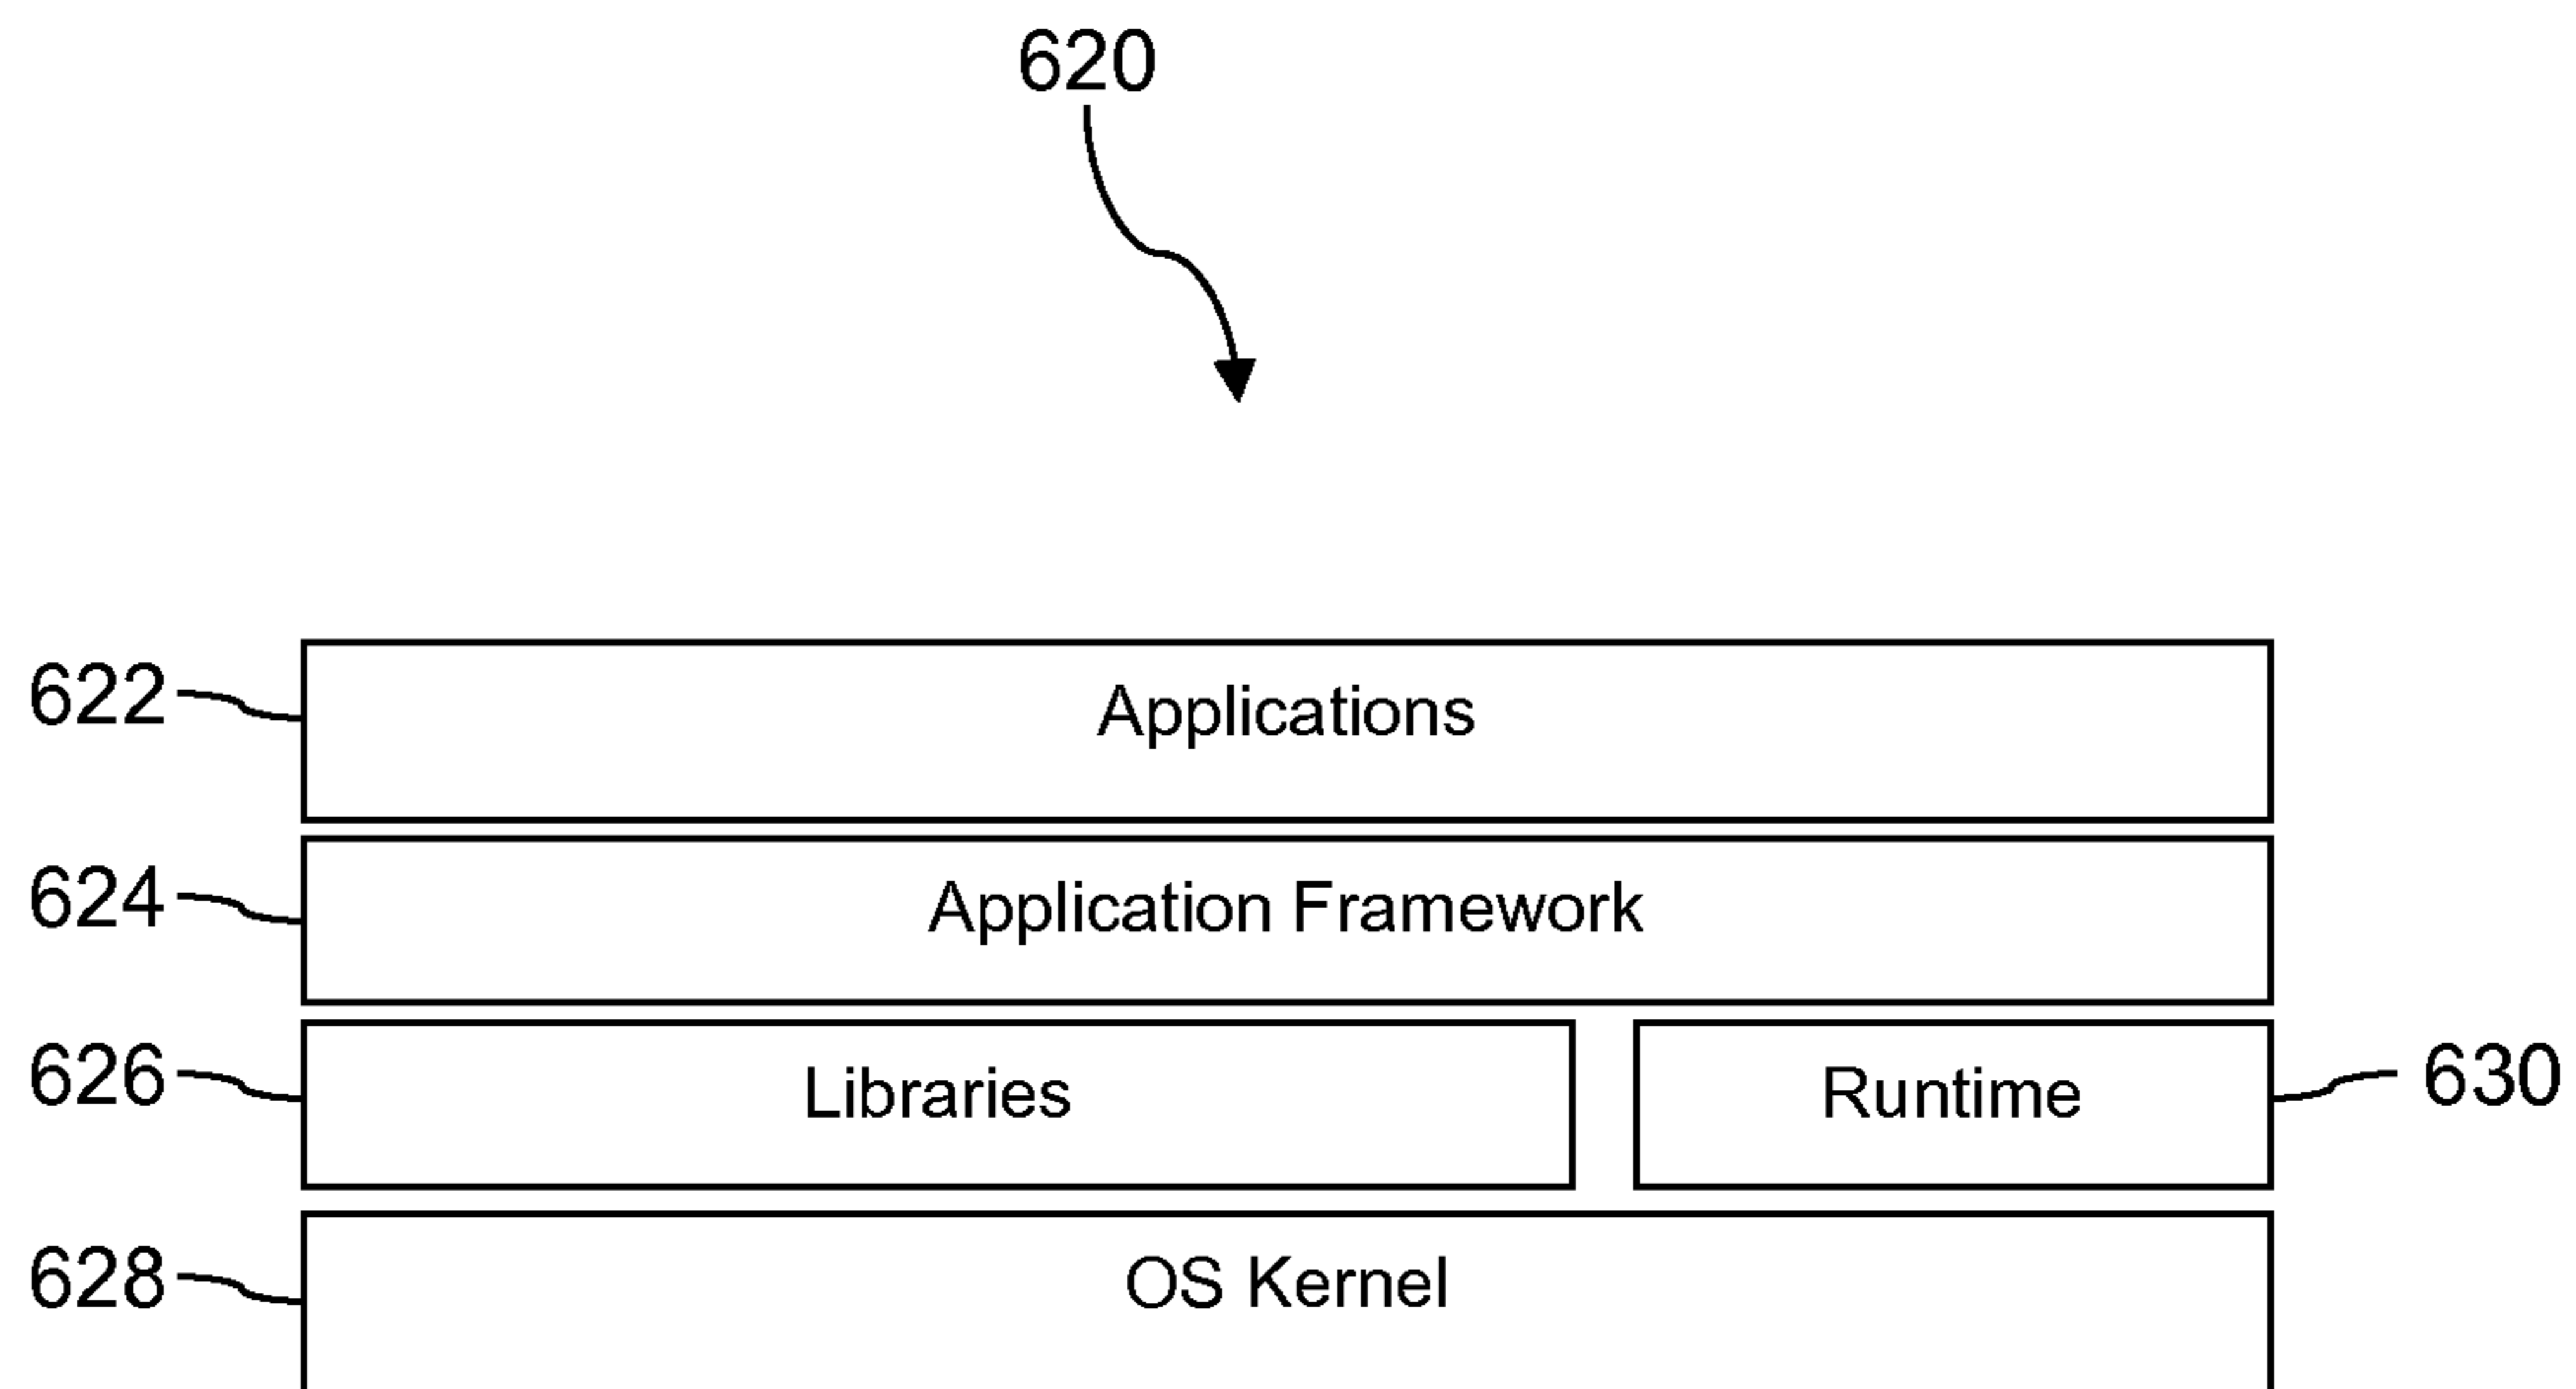 620
622 Applications
624 Application Framework
626 Libraries Runtime 630
628 OS Kernel